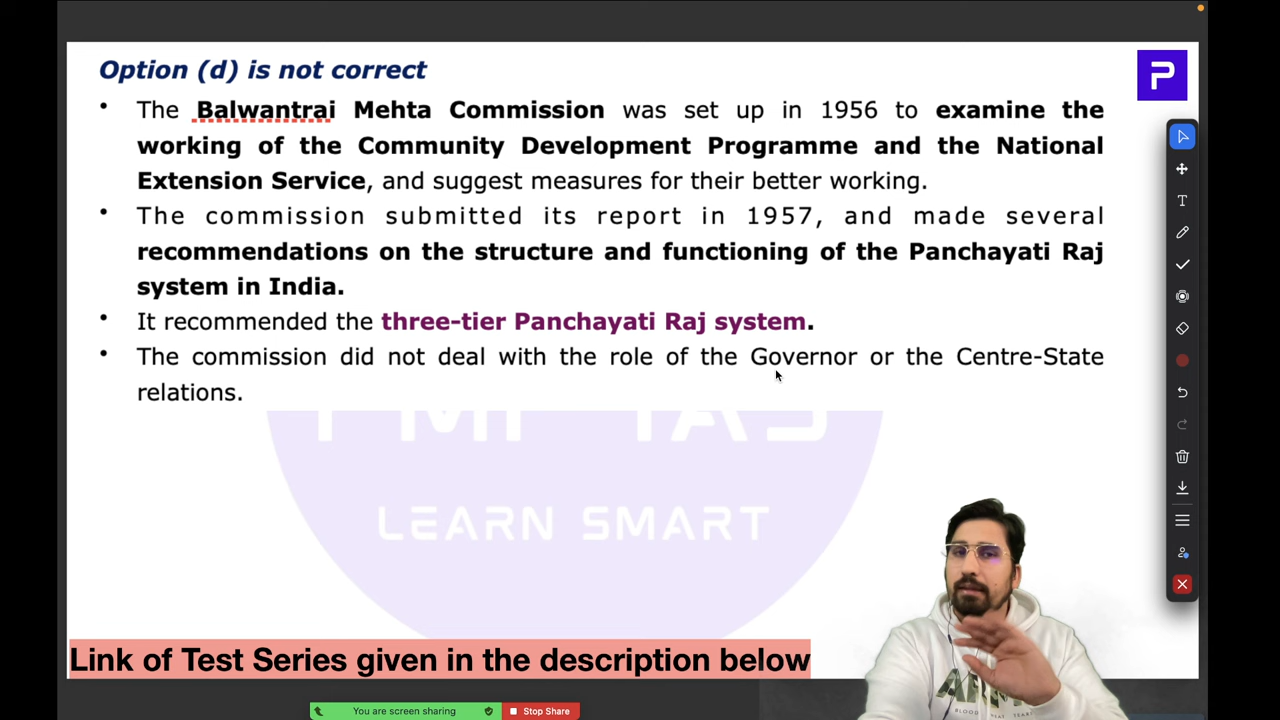 Option (d) is not correct
• The Balwantrai Mehta Commission was set up in 1956 to examine the
working of the Community Development Programme and the National
Extension Service, and suggest measures for their better working.
• The commission submitted its report in 1957, and made several
recommendations on the structure and functioning of the Panchayati Raj
system in India.
• It recommended the three-tier Panchayati Raj system.
• The commission did not deal with the role of the Governor or the Centre-State
relations.
LEARN SMART
Link of Test Series given in the description below
You are screen sharing
Stop Share